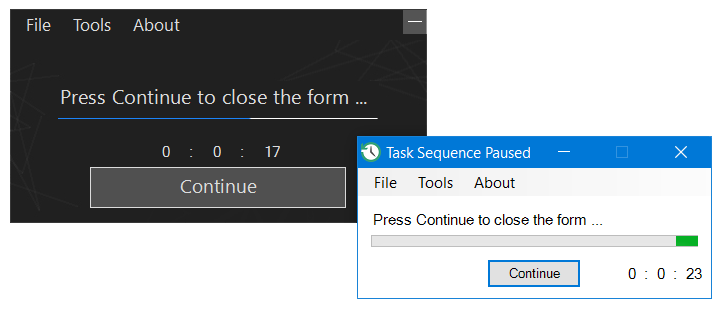 File Tools About
Press Continue to close the form ...
0 : 0 : 17
Continue
Task Sequence Paused
File Tools About
Press Continue to close the form ...
Continue 0 : 0 : 23